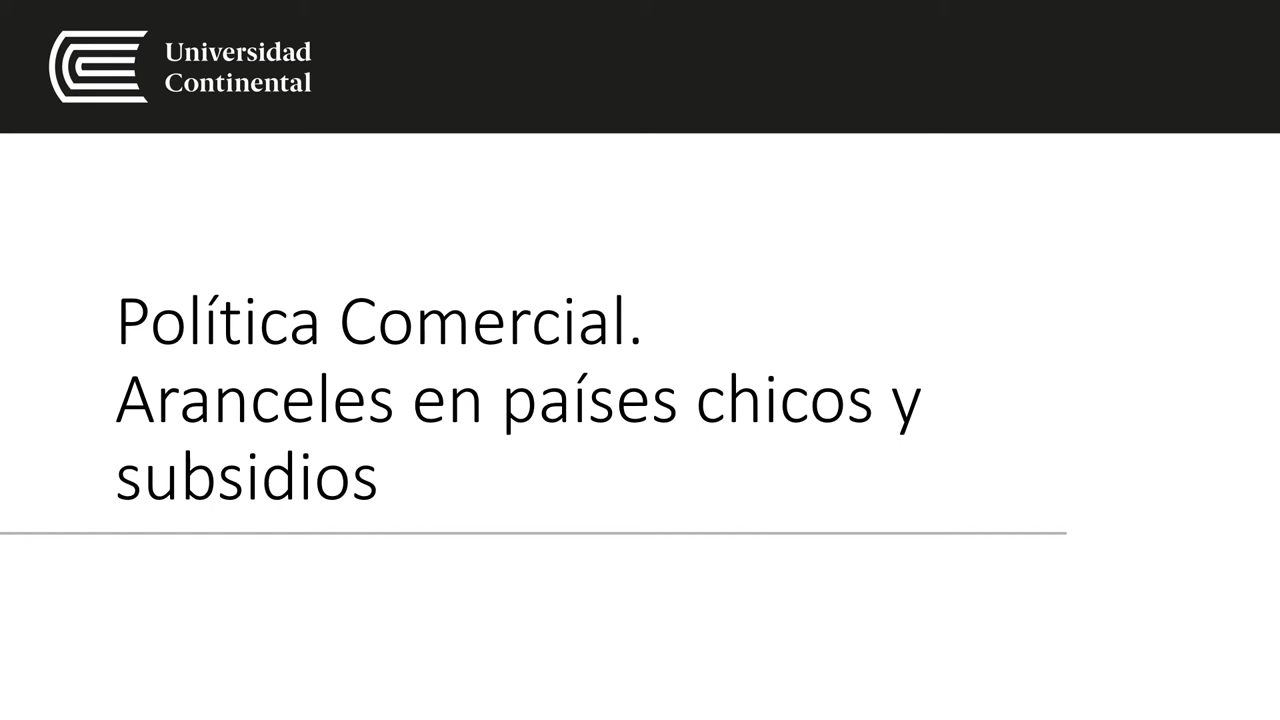 Universidad
Continental
Política Comercial.
Aranceles en países chicos y
subsidios